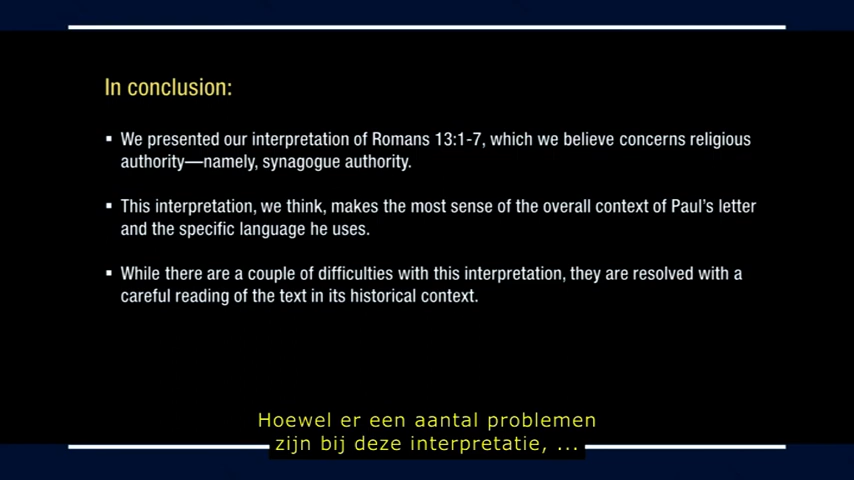 In conclusion:
▪ We presented our interpretation of Romans 13:1-7, which we believe concerns religious
authority—namely, synagogue authority.
▪ This interpretation, we think, makes the most sense of the overall context of Paul's letter
and the specific language he uses.
▪ While there are a couple of difficulties with this interpretation, they are resolved with a
careful reading of the text in its historical context.
Hoewel er een aantal problemen
zijn bij deze interpretatie, ...